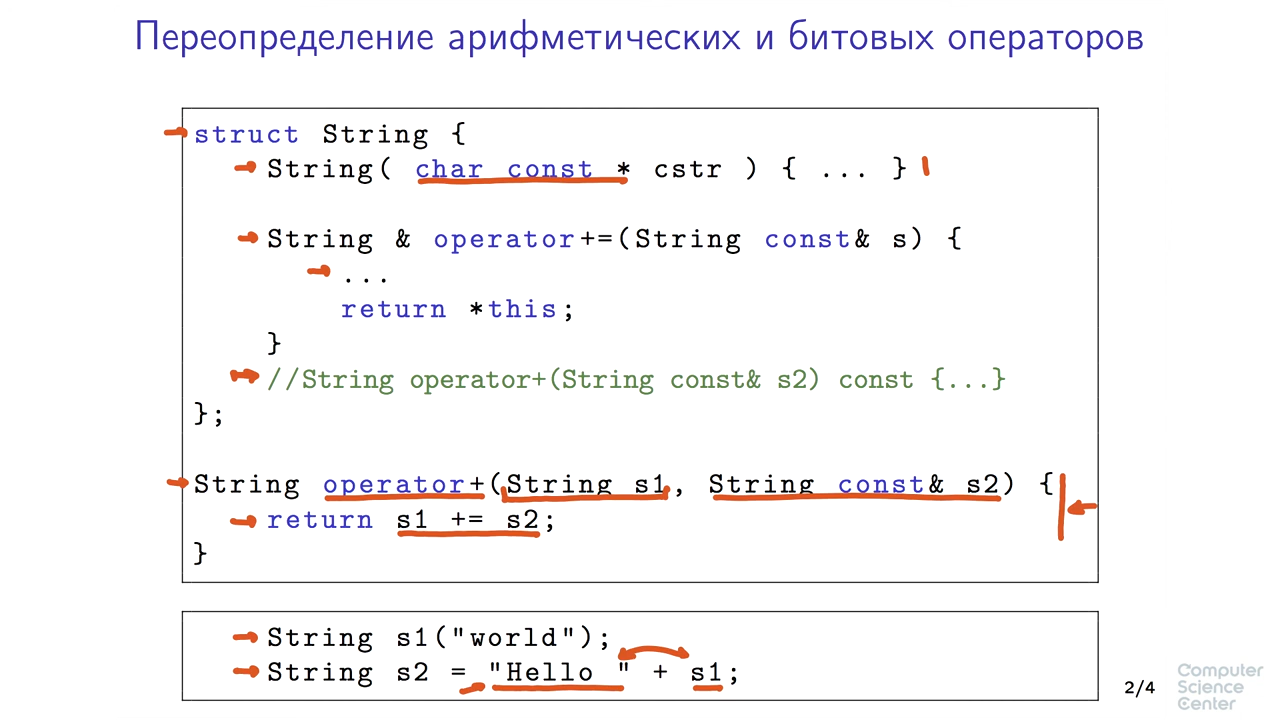 Переопределение арифметических и битовых операторов
struct String {
String( char const * cstr ) { ... }
String & operator+=(String const& s) {
...
return *this;
}
//String operator+(String const& s2) const {...}
};
String operator+(String s1, String const& s2) {
return s1 += s2;
}
String s1("world");
String s2 = "Hello " + s1;
2/4
Computer
Science
Center